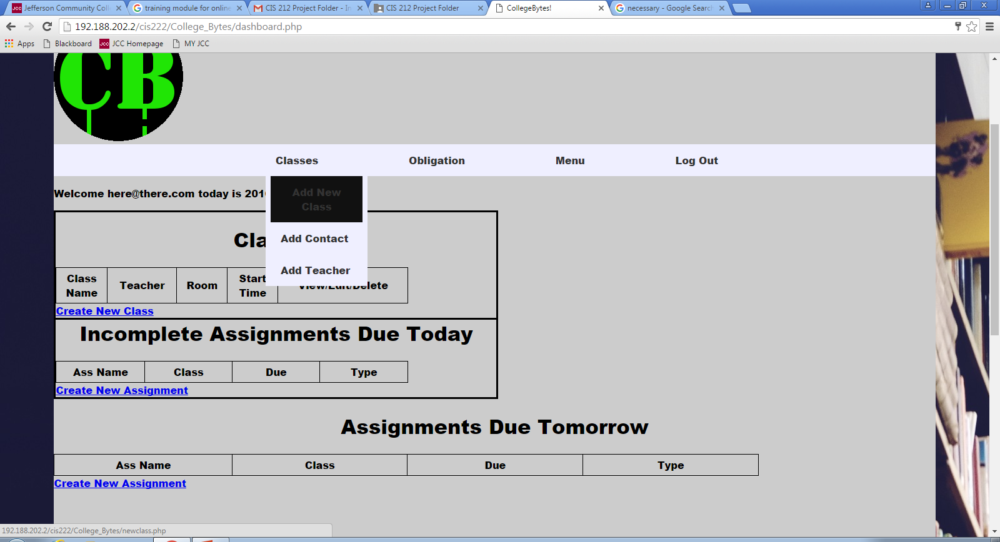 Jefferson Community Coll
training module for online
CIS 212 Project Folder - In
CIS 212 Project Folder
CollegeBytes!
necessary - Google Search
192.188.202.2/cis222/College_Bytes/dashboard.php
Apps
Blackboard
JCC JCC Homepage
MY JCC
CB
Classes Obligation Menu Log Out
Welcome here@there.com today is 201
Add New
Class
Add Contact
Add Teacher
Cla
Class Name Teacher Room Start Time View/Edit/Delete
Create New Class
Incomplete Assignments Due Today
Ass Name Class Due Type
Create New Assignment
Assignments Due Tomorrow
Ass Name Class Due Type
Create New Assignment
192.188.202.2/cis222/College_Bytes/newclass.php